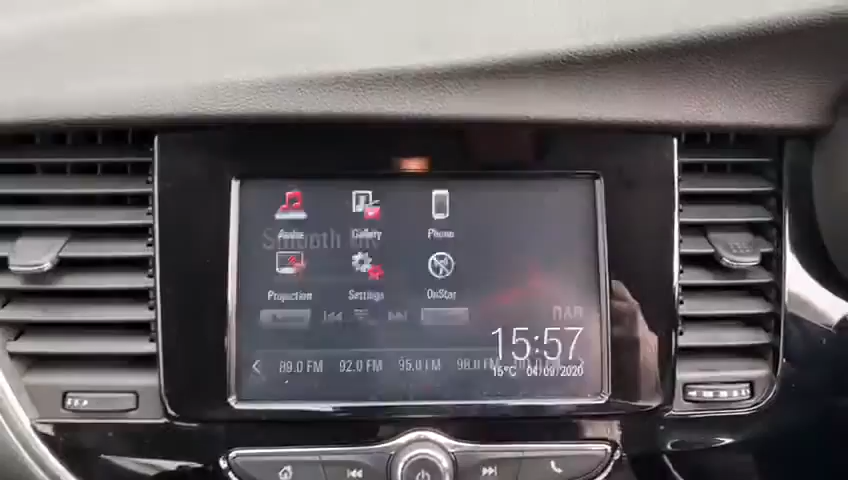 Audio Gallery Phone
Smooth
Projection Settings OnStar
DAB
15:57
89.0 FM 92.0 FM 95.0 FM 98.0 FM
15°C 04/09/2020